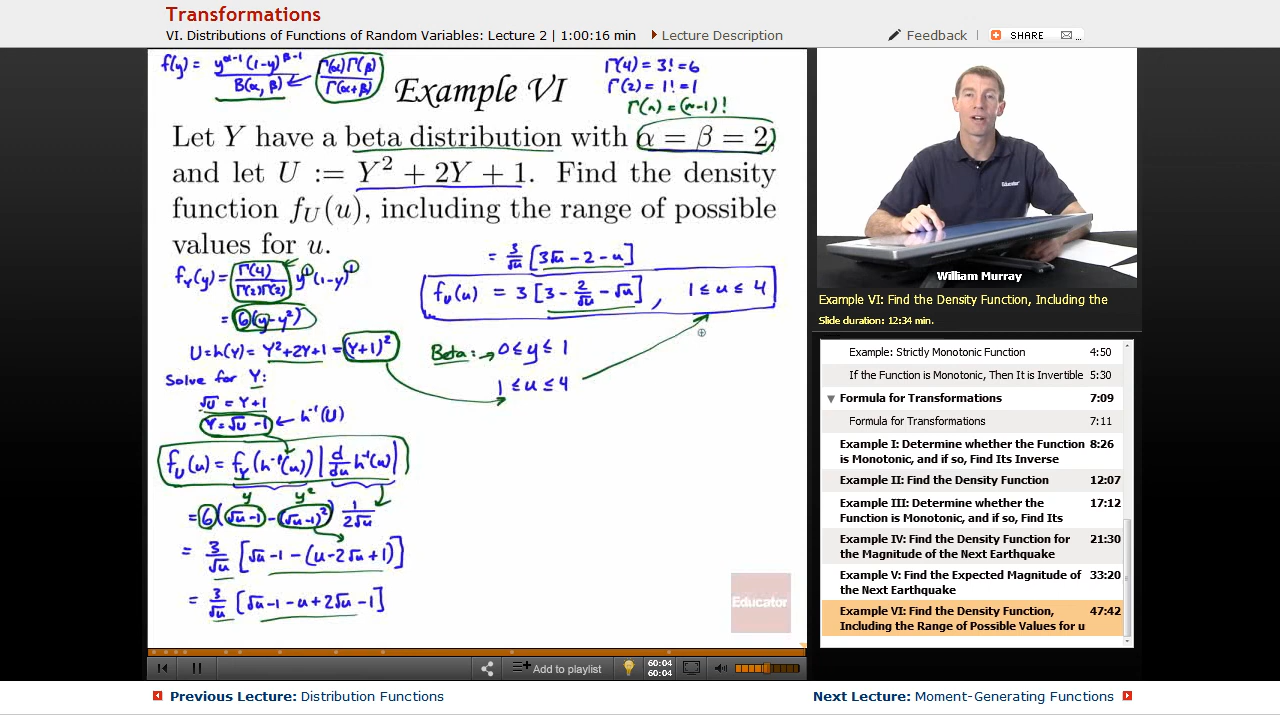 Transformations
VI. Distributions of Functions of Random Variables: Lecture 2 | 1:00:16 min Lecture Description
Feedback SHARE
f(y) = y^(α-1) (1-y)^(β-1) / B(α, β) ← Γ(α)Γ(β) / Γ(α+β)
Γ(4) = 3! = 6
Γ(2) = 1! = 1
Γ(n) = (n-1)!
Example VI
Let Y have a beta distribution with α = β = 2,
and let U := Y² + 2Y + 1. Find the density
function f_U(u), including the range of possible
values for u.
f_Y(y) = Γ(4) / Γ(2)Γ(2) y¹ (1-y)¹
= 6(y-y²)
U = h(Y) = Y²+2Y+1 = (Y+1)²
Solve for Y:
√U = Y+1
Y = √U -1 ← h⁻¹(U)
f_U(u) = f_Y(h⁻¹(u)) | d/du h⁻¹(u) |
y y²
= 6(√u-1 - (√u-1)²) 1/2√u
= 3/√u [√u -1 - (u-2√u+1)]
= 3/√u [√u -1 - u+2√u -1]
= 3/√u [3√u -2 - u]
f_U(u) = 3[3 - 2/√u - √u], 1 ≤ u ≤ 4
Beta: → 0 ≤ y ≤ 1
1 ≤ u ≤ 4
Educator
Educator
William Murray
Example VI: Find the Density Function, Including the
Slide duration: 12:34 min.
Example: Strictly Monotonic Function 4:50
If the Function is Monotonic, Then It is Invertible 5:30
Formula for Transformations 7:09
Formula for Transformations 7:11
Example I: Determine whether the Function 8:26
is Monotonic, and if so, Find Its Inverse
Example II: Find the Density Function 12:07
Example III: Determine whether the 17:12
Function is Monotonic, and if so, Find Its
Example IV: Find the Density Function for 21:30
the Magnitude of the Next Earthquake
Example V: Find the Expected Magnitude of 33:20
the Next Earthquake
Example VI: Find the Density Function, 47:42
Including the Range of Possible Values for u
Add to playlist
60:04
60:04
Previous Lecture: Distribution Functions
Next Lecture: Moment-Generating Functions